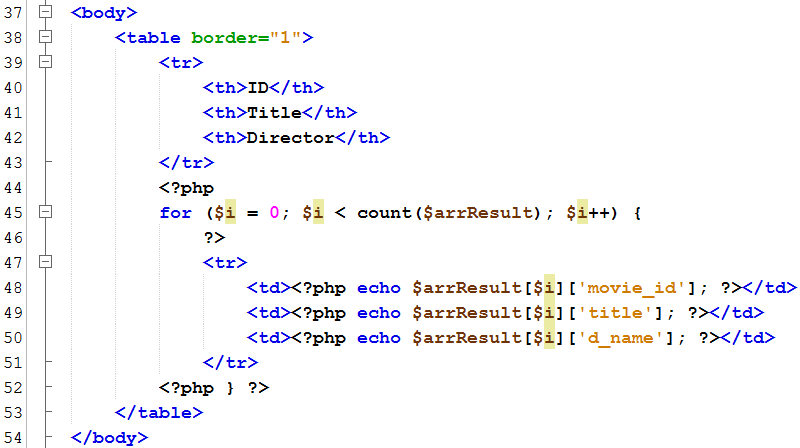 37 <body>
38 <table border="1">
39 <tr>
40 <th>ID</th>
41 <th>Title</th>
42 <th>Director</th>
43 </tr>
44 <?php
45 for ($i = 0; $i < count($arrResult); $i++) {
46 ?>
47 <tr>
48 <td><?php echo $arrResult[$i]['movie_id']; ?></td>
49 <td><?php echo $arrResult[$i]['title']; ?></td>
50 <td><?php echo $arrResult[$i]['d_name']; ?></td>
51 </tr>
52 <?php } ?>
53 </table>
54 </body>